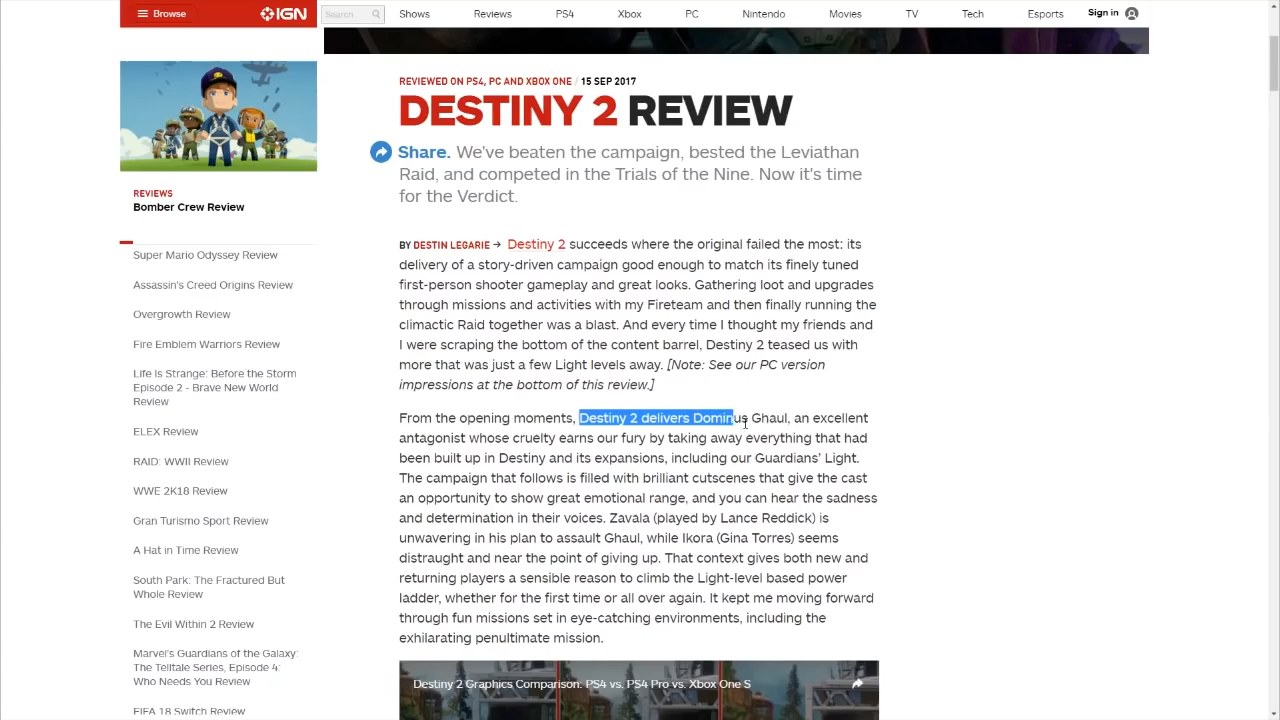 Browse
IGN
Search
Shows
Reviews
PS4
Xbox
PC
Nintendo
Movies
TV
Tech
Esports
Sign in
REVIEWS
Bomber Crew Review
Super Mario Odyssey Review
Assassin's Creed Origins Review
Overgrowth Review
Fire Emblem Warriors Review
Life Is Strange: Before the Storm
Episode 2 - Brave New World
Review
ELEX Review
RAID: WWII Review
WWE 2K18 Review
Gran Turismo Sport Review
A Hat in Time Review
South Park: The Fractured But
Whole Review
The Evil Within 2 Review
Marvel's Guardians of the Galaxy:
The Telltale Series, Episode 4:
Who Needs You Review
FIFA 18 Switch Review
REVIEWED ON PS4, PC AND XBOX ONE / 15 SEP 2017
DESTINY 2 REVIEW
Share. We've beaten the campaign, bested the Leviathan
Raid, and competed in the Trials of the Nine. Now it's time
for the Verdict.
BY DESTIN LEGARIE → Destiny 2 succeeds where the original failed the most: its
delivery of a story-driven campaign good enough to match its finely tuned
first-person shooter gameplay and great looks. Gathering loot and upgrades
through missions and activities with my Fireteam and then finally running the
climactic Raid together was a blast. And every time I thought my friends and
I were scraping the bottom of the content barrel, Destiny 2 teased us with
more that was just a few Light levels away. [Note: See our PC version
impressions at the bottom of this review.]
From the opening moments, Destiny 2 delivers Dominus Ghaul, an excellent
antagonist whose cruelty earns our fury by taking away everything that had
been built up in Destiny and its expansions, including our Guardians’ Light.
The campaign that follows is filled with brilliant cutscenes that give the cast
an opportunity to show great emotional range, and you can hear the sadness
and determination in their voices. Zavala (played by Lance Reddick) is
unwavering in his plan to assault Ghaul, while Ikora (Gina Torres) seems
distraught and near the point of giving up. That context gives both new and
returning players a sensible reason to climb the Light-level based power
ladder, whether for the first time or all over again. It kept me moving forward
through fun missions set in eye-catching environments, including the
exhilarating penultimate mission.
Destiny 2 Graphics Comparison: PS4 vs. PS4 Pro vs. Xbox One S